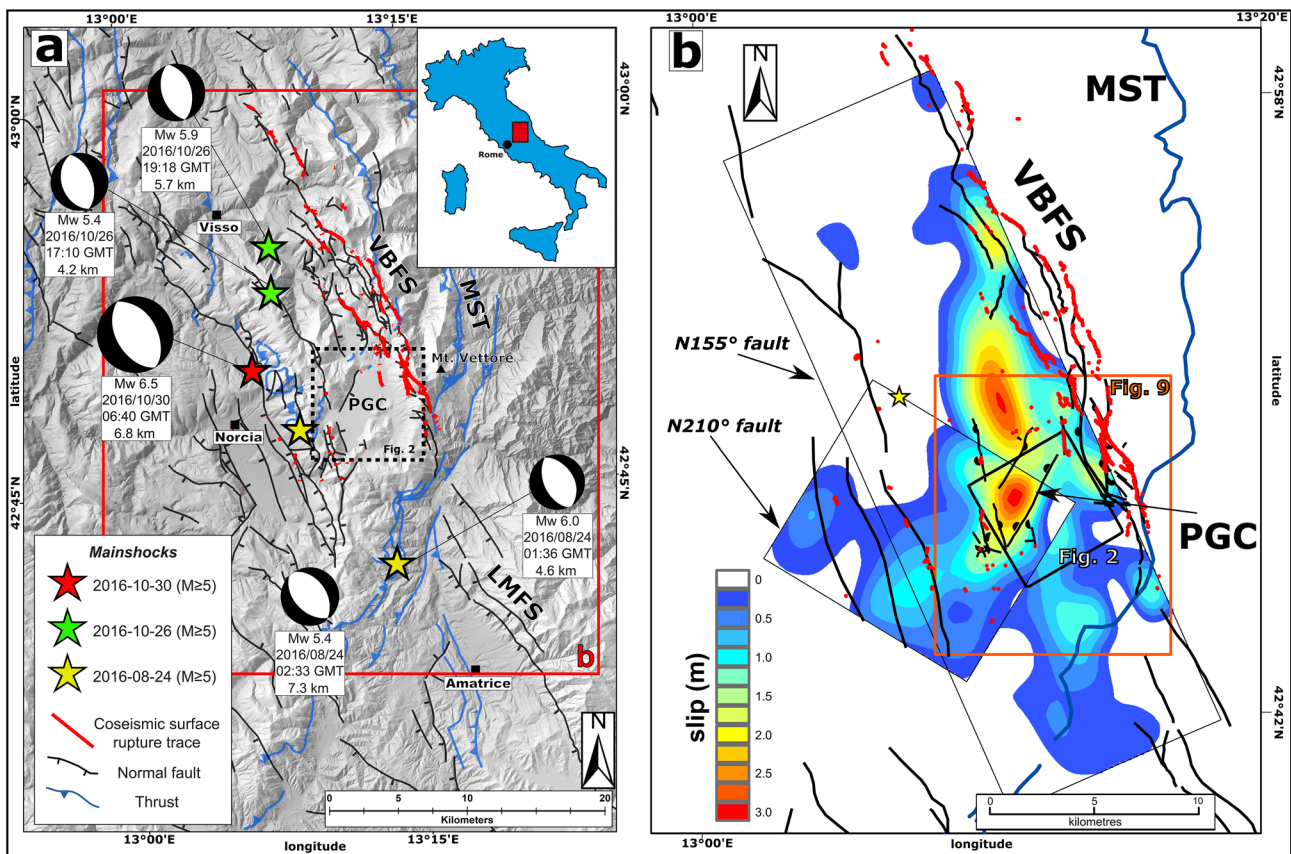 13°00'E
13°15'E
a
N
Rome
43°00'N
43°00'N
Mw 5.9
2016/10/26
19:18 GMT
5.7 km
Mw 5.4
2016/10/26
17:10 GMT
4.2 km
Visso
VBFS
MST
Mt. Vettore
latitude
Mw 6.5
2016/10/30
06:40 GMT
6.8 km
PGC
Norcia
Fig. 2
42°45'N
42°45'N
Mw 6.0
2016/08/24
01:36 GMT
4.6 km
Mw 5.4
2016/08/24
02:33 GMT
7.3 km
LMFS
b
Amatrice
Mainshocks
2016-10-30 (M≥5)
2016-10-26 (M≥5)
2016-08-24 (M≥5)
Coseismic surface
rupture trace
Normal fault
Thrust
N
0
5
10
20
Kilometers
13°00'E
13°15'E
longitude
13°00'E
13°20'E
b
N
MST
42°58'N
VBFS
N155° fault
N210° fault
Fig. 9
latitude
PGC
Fig. 2
slip (m)
0
0.5
1.0
1.5
2.0
2.5
3.0
42°42'N
0
5
10
kilometres
13°00'E
longitude